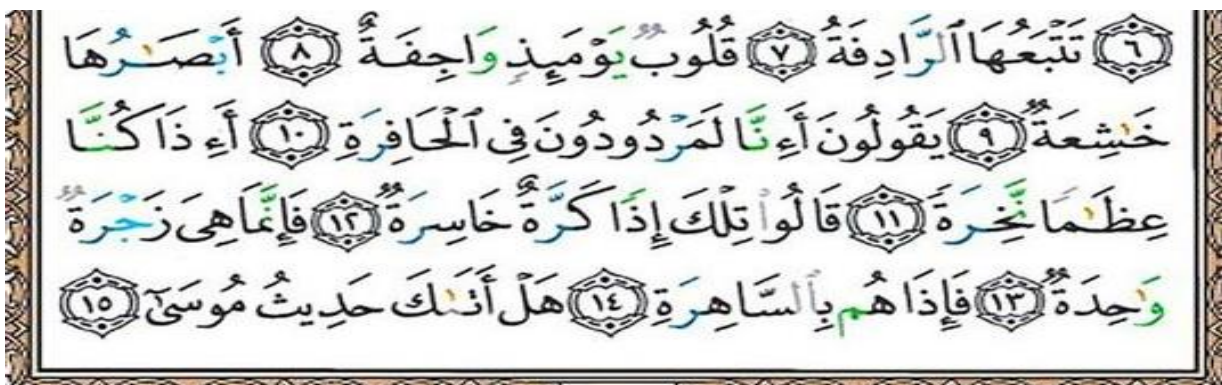 ۝٦ تَتْبَعُهَا ٱلرَّادِفَةُ ۝٧ قُلُوبٌ يَوْمَئِذٍ وَاجِفَةٌ ۝٨ أَبْصَـٰرُهَا
خَـٰشِعَةٌ ۝٩ يَقُولُونَ أَءِنَّا لَمَرْدُودُونَ فِى ٱلْحَافِرَةِ ۝١٠ أَءِذَا كُنَّا
عِظَـٰمًا نَّخِرَةً ۝١١ قَالُوا۟ تِلْكَ إِذًا كَرَّةٌ خَاسِرَةٌ ۝١٢ فَإِنَّمَا هِىَ زَجْرَةٌ
وَٰحِدَةٌ ۝١٣ فَإِذَا هُم بِٱلسَّاهِرَةِ ۝١٤ هَلْ أَتَىٰكَ حَدِيثُ مُوسَىٰٓ ۝١٥